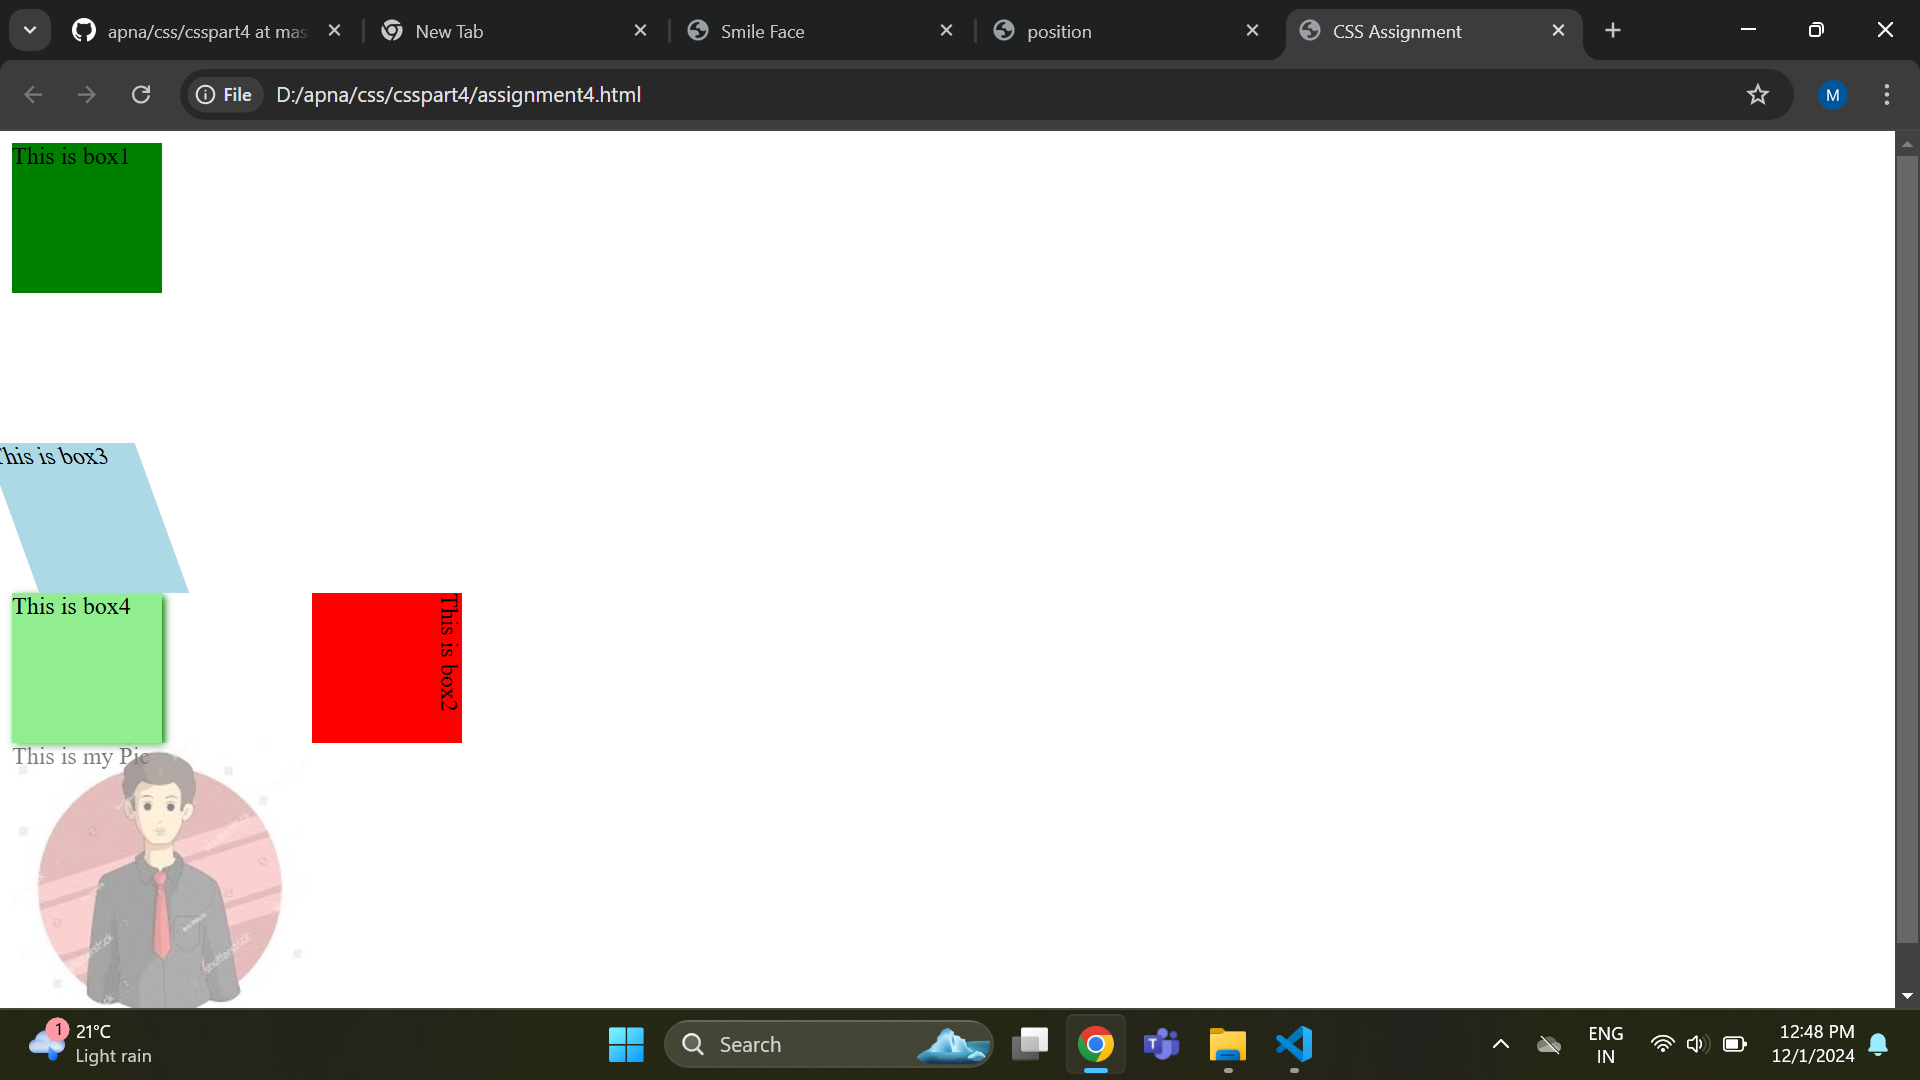 apna/css/csspart4 at mas
New Tab
Smile Face
position
CSS Assignment
File
D:/apna/css/csspart4/assignment4.html
M
This is box1
This is box3
This is box4
This is box2
This is my Pic
1
21°C
Light rain
Search
ENG
IN
12:48 PM
12/1/2024